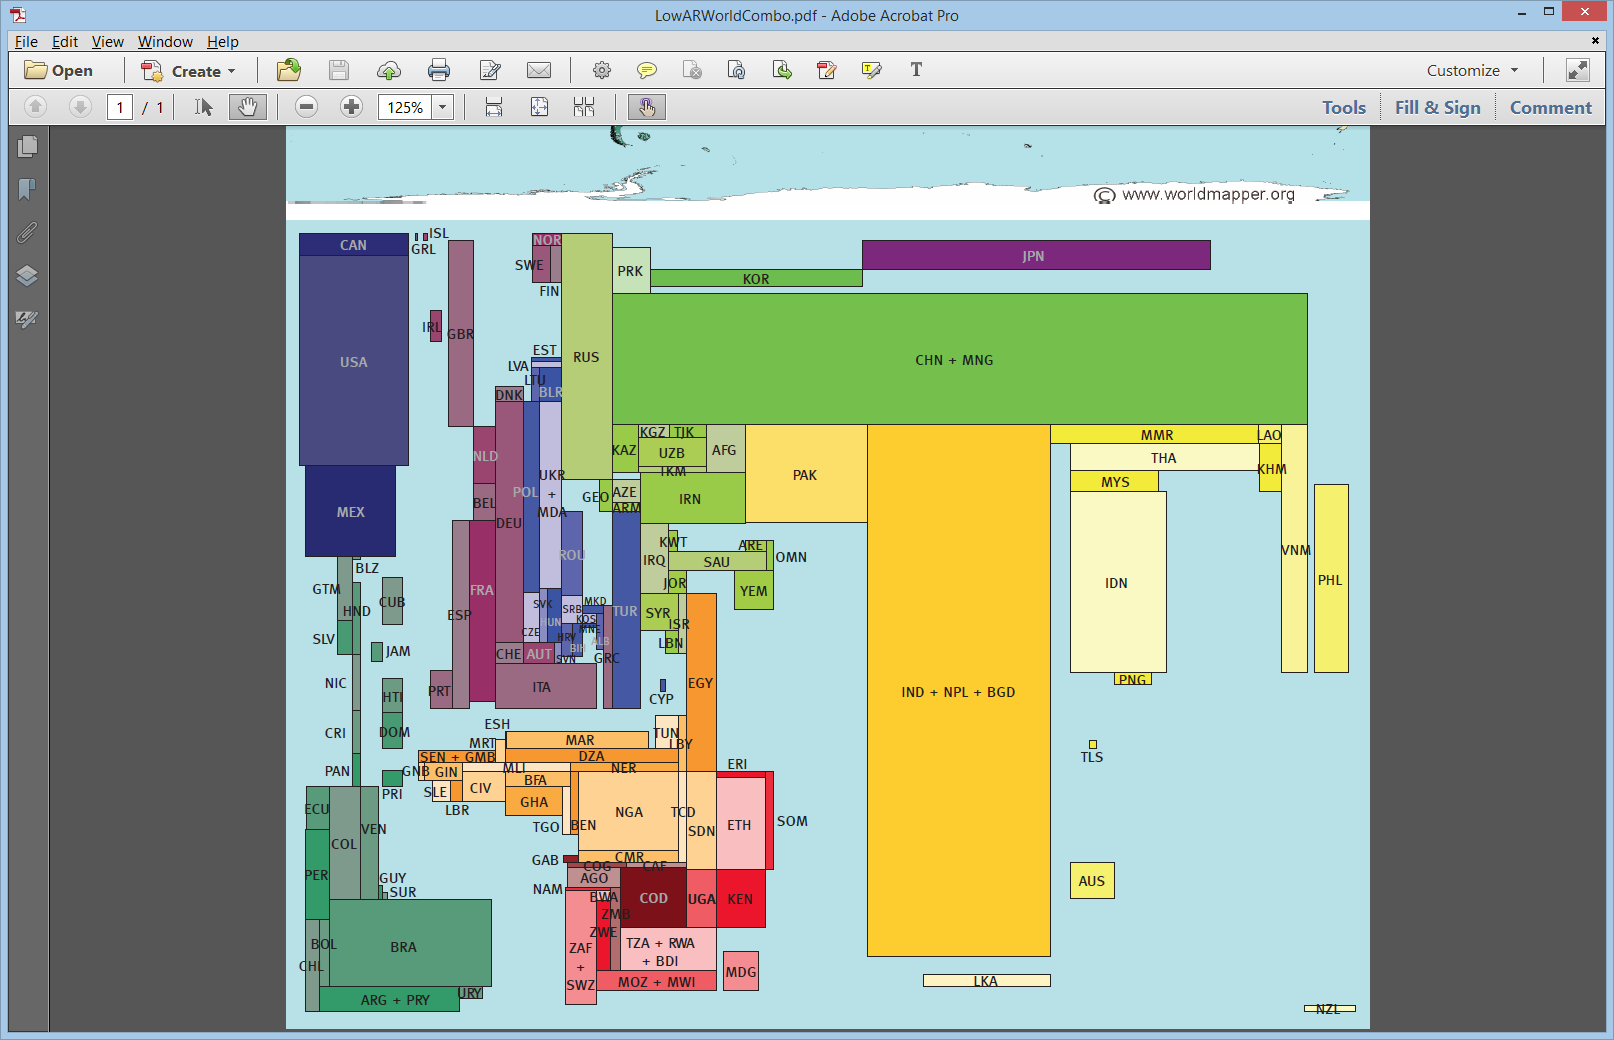 LowARWorldCombo.pdf - Adobe Acrobat Pro
File Edit View Window Help
Open Create Customize
1 / 1 125% Tools Fill & Sign Comment
© www.worldmapper.org
CAN
GRL
ISL
NOR
SWE
FIN
PRK
KOR
JPN
USA
IRL
GBR
EST
LVA
LTU
BLR
RUS
CHN + MNG
DNK
NLD
BEL
DEU
POL
UKR
+
MDA
KAZ
KGZ
TJK
UZB
TKM
AFG
PAK
MMR
LAO
THA
KHM
MYS
MEX
GEO
AZE
ARM
IRN
ROU
KWT
ARE
OMN
IRQ
SAU
JOR
YEM
IDN
VNM
PHL
BLZ
GTM
HND
CUB
SLV
JAM
NIC
HTI
CRI
DOM
PAN
PRI
ESP
FRA
SVK
CZE
HUN
SRB
MKD
KOS
MNE
HRV
BIH
ALB
SVN
TUR
SYR
ISR
LBN
CHE
AUT
GRC
PRT
ITA
CYP
EGY
IND + NPL + BGD
PNG
TLS
ESH
MRT
MAR
TUN
LBY
SEN + GMB
DZA
GNB
GIN
MLI
NER
ERI
SLE
CIV
BFA
LBR
GHA
TGO
BEN
NGA
TCD
SDN
ETH
SOM
ECU
COL
VEN
PER
GUY
SUR
GAB
CMR
COG
CAF
AGO
NAM
BWA
COD
UGA
KEN
ZMB
ZWE
AUS
BOL
BRA
CHL
ZAF
+
SWZ
TZA + RWA
+ BDI
MOZ + MWI
MDG
LKA
ARG + PRY
URY
NZL